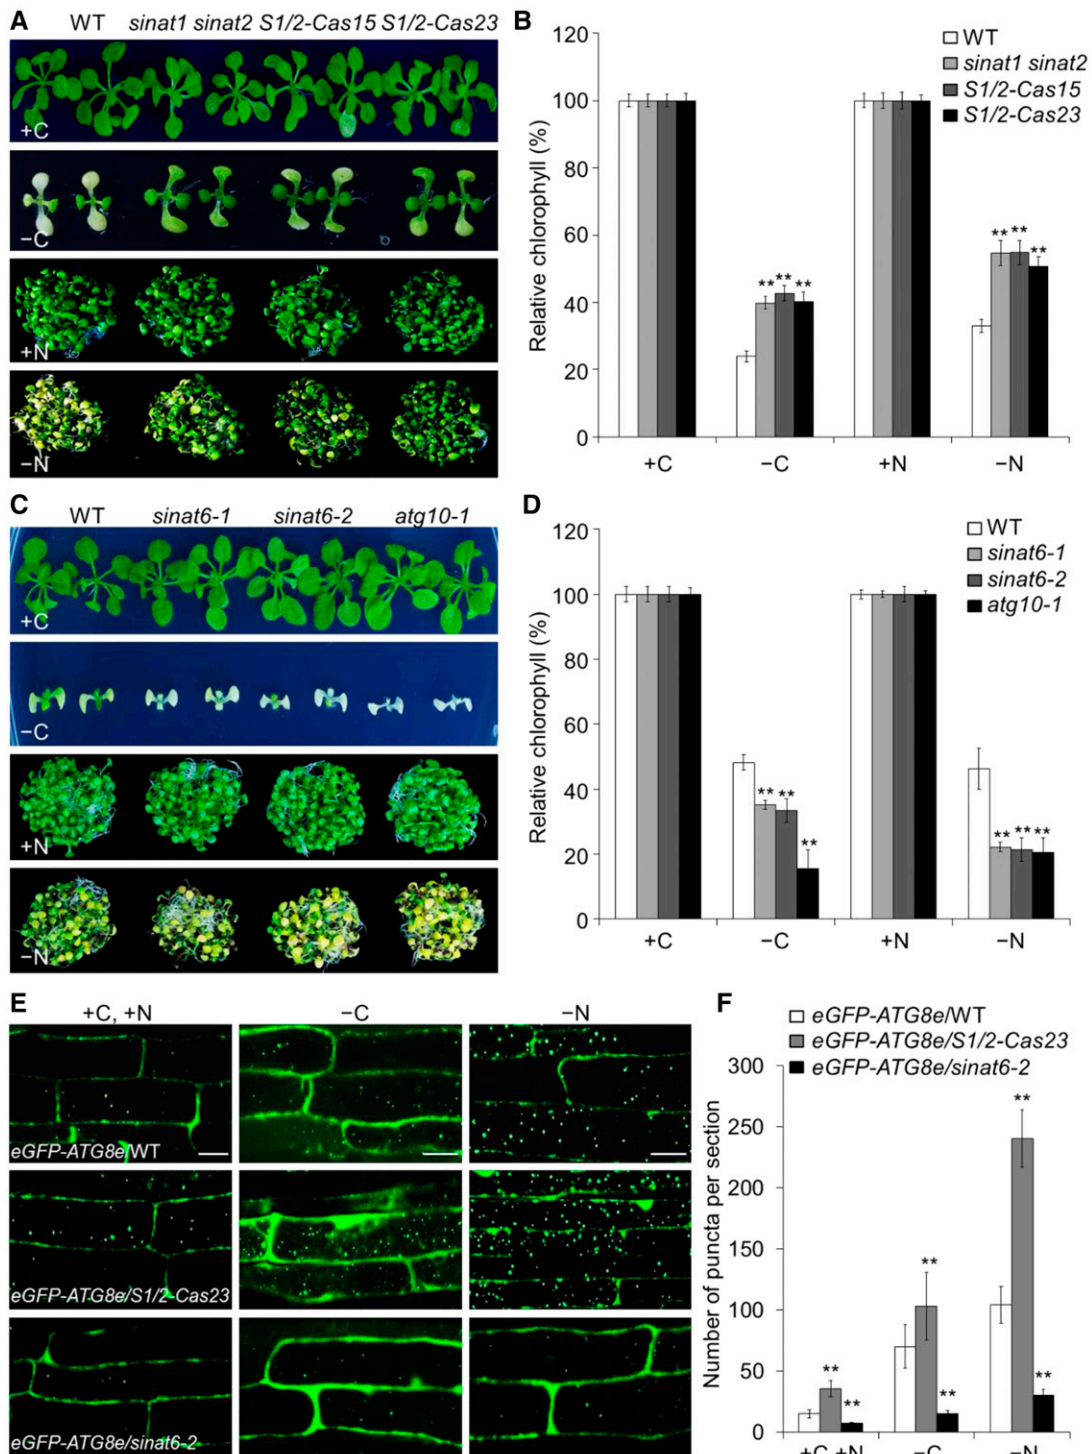 A
WT sinat1 sinat2 S1/2-Cas15 S1/2-Cas23
+C
−C
+N
−N
B
120
100
80
60
40
20
0
Relative chlorophyll (%)
WT
sinat1 sinat2
S1/2-Cas15
S1/2-Cas23
** ** **
** ** **
+C −C +N −N
C
WT sinat6-1 sinat6-2 atg10-1
+C
−C
+N
−N
D
120
100
80
60
40
20
0
Relative chlorophyll (%)
WT
sinat6-1
sinat6-2
atg10-1
** ** **
** ** **
+C −C +N −N
E
+C, +N −C −N
eGFP-ATG8e/WT
eGFP-ATG8e/S1/2-Cas23
eGFP-ATG8e/sinat6-2
F
eGFP-ATG8e/WT
eGFP-ATG8e/S1/2-Cas23
eGFP-ATG8e/sinat6-2
300
250
200
150
100
50
0
Number of puncta per section
** **
** **
** **
+C, +N −C −N